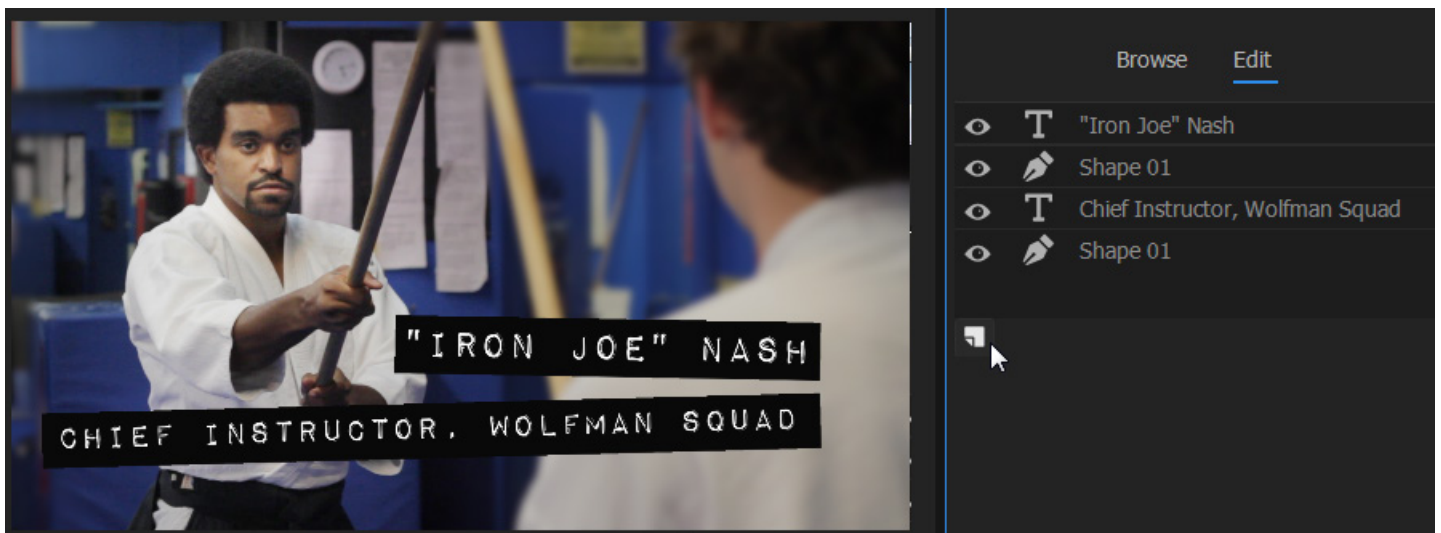 "IRON JOE" NASH
CHIEF INSTRUCTOR, WOLFMAN SQUAD
Browse Edit
"Iron Joe" Nash
Shape 01
Chief Instructor, Wolfman Squad
Shape 01